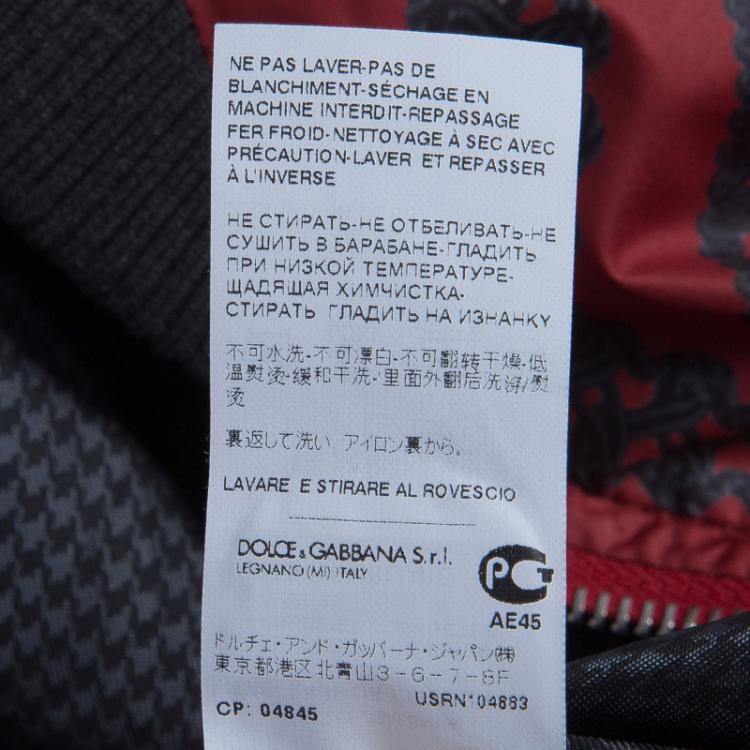 NE PAS LAVER-PAS DE
BLANCHIMENT-SÉCHAGE EN
MACHINE INTERDIT-REPASSAGE
FER FROID-NETTOYAGE À SEC AVEC
PRÉCAUTION-LAVER ET REPASSER
À L'INVERSE
НЕ СТИРАТЬ-НЕ ОТБЕЛИВАТЬ-НЕ
СУШИТЬ В БАРАБАНЕ-ГЛАДИТЬ
ПРИ НИЗКОЙ ТЕМПЕРАТУРЕ-
ЩАДЯЩАЯ ХИМЧИСТКА-
СТИРАТЬ ГЛАДИТЬ НА ИЗНАНКУ
不可水洗-不可漂白-不可翻转干燥-低
温熨烫-缓和干洗-里面外翻后洗涤/熨
烫
裏返して洗い、アイロン裏から。
LAVARE E STIRARE AL ROVESCIO
DOLCE & GABBANA S.r.l.
LEGNANO (MI) ITALY
РСТ
AE45
ドルチェ・アンド・ガッバーナ・ジャパン㈱
東京都港区北青山3-6-7-8F
USRN104883
CP: 04845